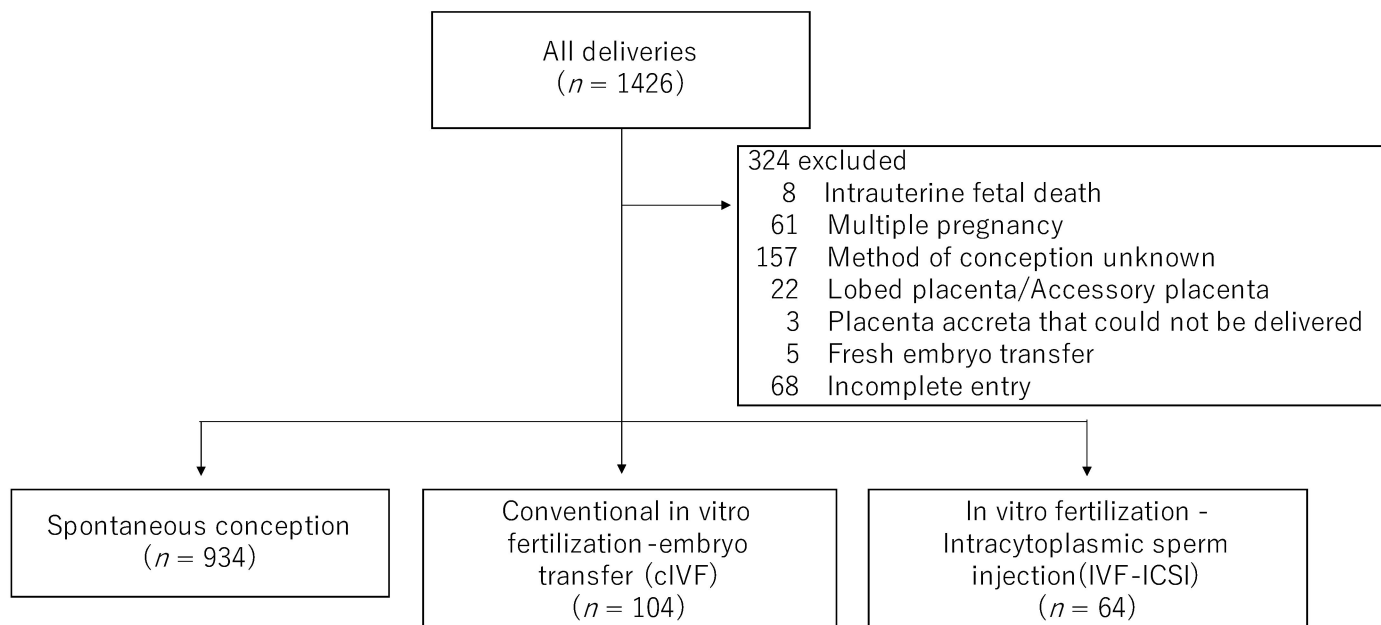 All deliveries
(n = 1426)
324 excluded
8 Intrauterine fetal death
61 Multiple pregnancy
157 Method of conception unknown
22 Lobed placenta/Accessory placenta
3 Placenta accreta that could not be delivered
5 Fresh embryo transfer
68 Incomplete entry
Spontaneous conception
(n = 934)
Conventional in vitro
fertilization-embryo
transfer (cIVF)
(n = 104)
In vitro fertilization -
Intracytoplasmic sperm
injection(IVF-ICSI)
(n = 64)